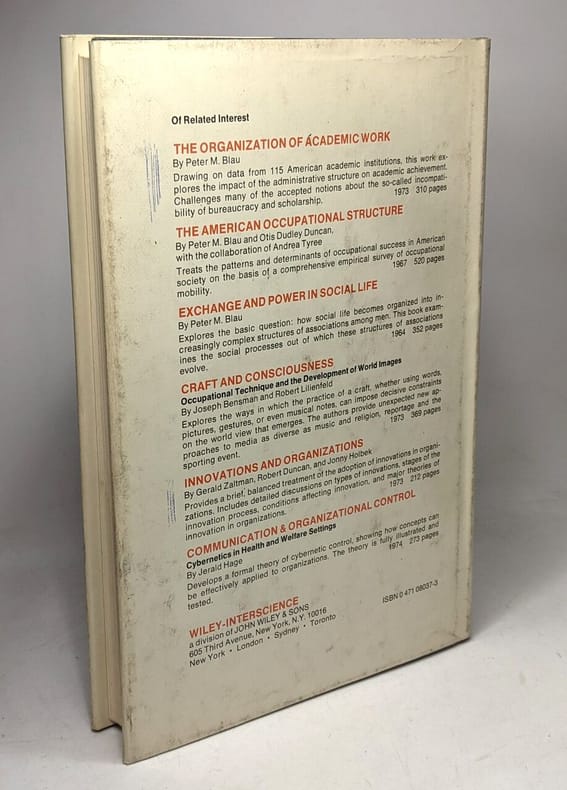 Of Related Interest
THE ORGANIZATION OF ACADEMIC WORK
By Peter M. Blau
Drawing on data from 115 American academic institutions, this work ex-
plores the impact of the administrative structure on academic achievement.
Challenges many of the accepted notions about the so-called incompati-
bility of bureaucracy and scholarship. 1973 310 pages
THE AMERICAN OCCUPATIONAL STRUCTURE
By Peter M. Blau and Otis Dudley Duncan,
with the collaboration of Andrea Tyree
Treats the patterns and determinants of occupational success in American
society on the basis of a comprehensive empirical survey of occupational
mobility. 1967 520 pages
EXCHANGE AND POWER IN SOCIAL LIFE
By Peter M. Blau
Explores the basic question: how social life becomes organized into in-
creasingly complex structures of associations among men. This book exam-
ines the social processes out of which these structures of associations
evolve. 1964 352 pages
CRAFT AND CONSCIOUSNESS
Occupational Technique and the Development of World Images
By Joseph Bensman and Robert Lilienfeld
Explores the ways in which the practice of a craft, whether using words,
pictures, gestures, or even musical notes, can impose decisive constraints
on the world view that emerges. The authors provide unexpected new ap-
proaches to media as diverse as music and religion, reportage and the
sporting event. 1973 369 pages
INNOVATIONS AND ORGANIZATIONS
By Gerald Zaltman, Robert Duncan, and Jonny Holbek
Provides a brief, balanced treatment of the adoption of innovations in organi-
zations. Includes detailed discussions on types of innovations, stages of the
innovation process, conditions affecting innovation, and major theories of
innovation in organizations. 1973 212 pages
COMMUNICATION & ORGANIZATIONAL CONTROL
Cybernetics in Health and Welfare Settings
By Jerald Hage
Develops a formal theory of cybernetic control, showing how concepts can
be effectively applied to organizations. The theory is fully illustrated and
tested. 1974 273 pages
WILEY-INTERSCIENCE
a division of JOHN WILEY & SONS
605 Third Avenue, New York, N.Y. 10016
New York • London • Sydney • Toronto
ISBN 0 471 08037-3